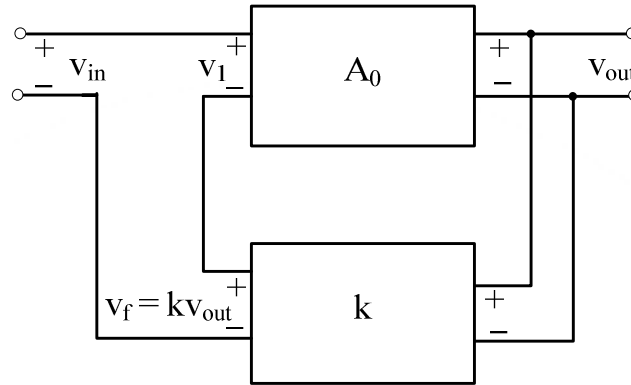 + + +
v_in v_1 A_0 v_out
− − −
+ +
v_f = kv_out k
− −